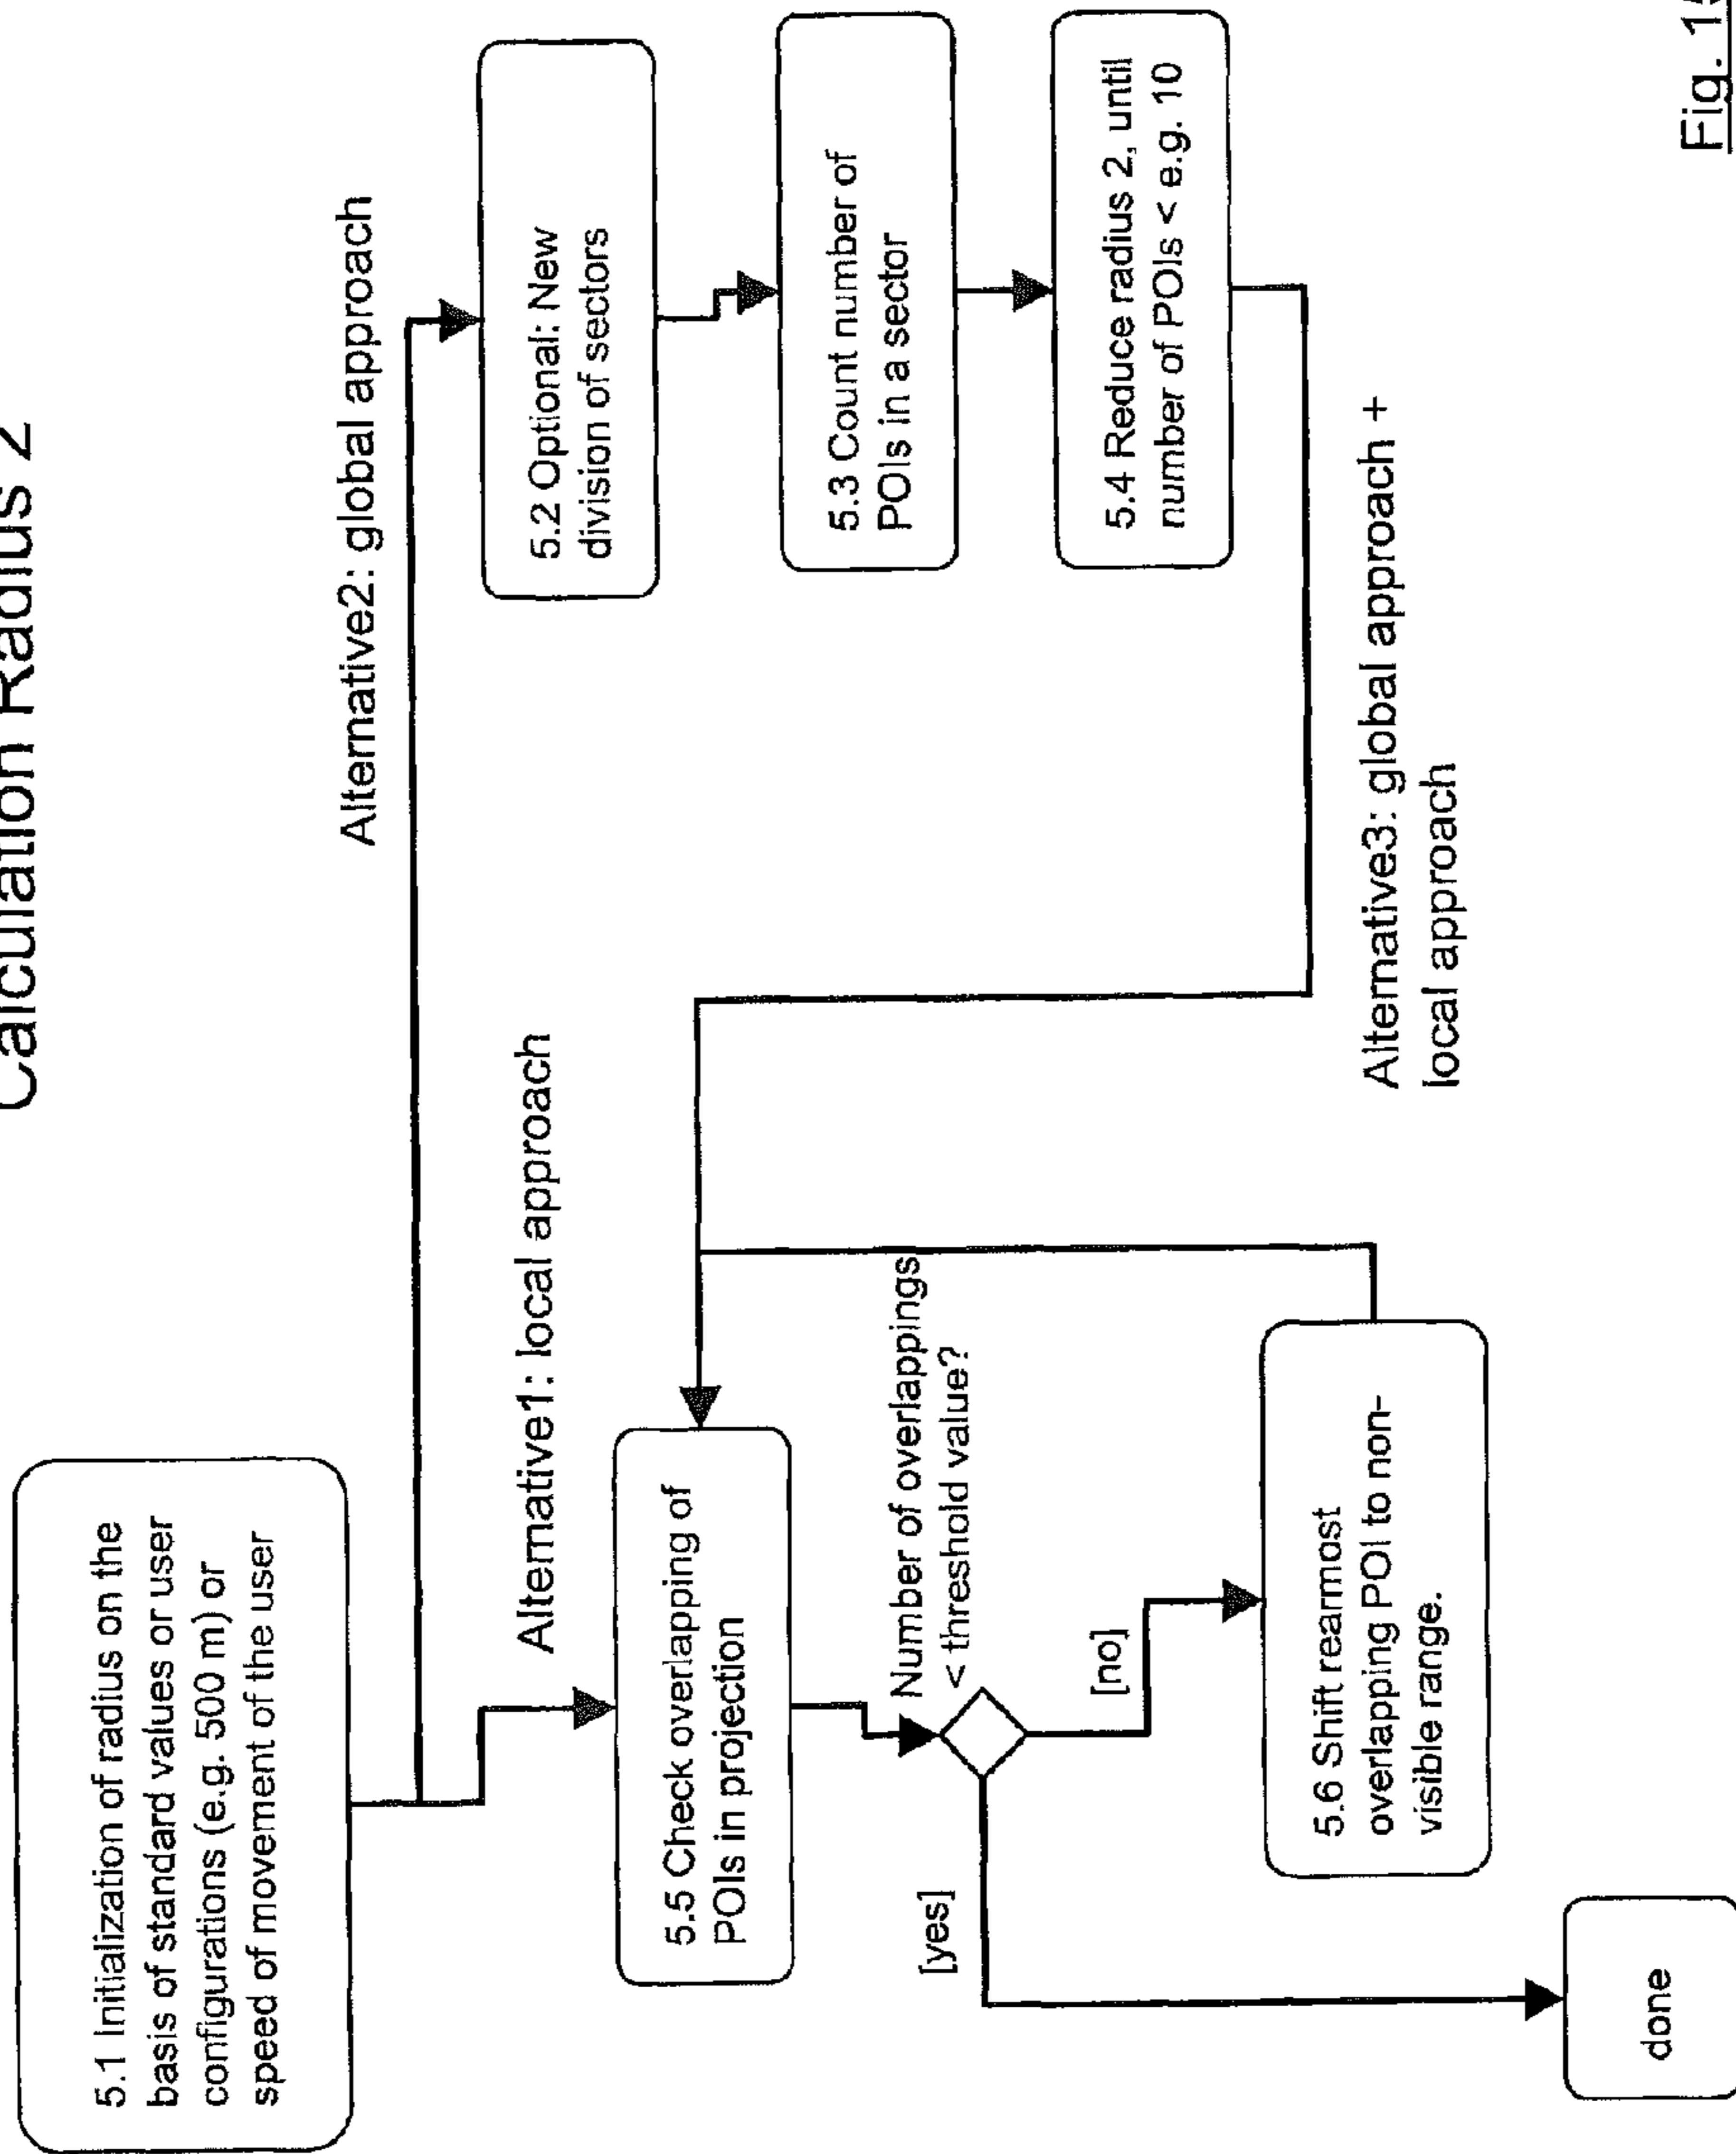 Calculation Radius 2
5.1 Initialization of radius on the
basis of standard values or user
configurations (e.g. 500 m) or
speed of movement of the user
Alternative2: global approach
Alternative1: local approach
5.2 Optional: New
division of sectors
5.3 Count number of
POIs in a sector
5.4 Reduce radius 2, until
number of POIs < e.g. 10
5.5 Check overlapping of
POIs in projection
Number of overlappings
< threshold value?
[no]
[yes]
5.6 Shift rearmost
overlapping POI to non-
visible range.
Alternative3: global approach +
local approach
done
Fig.